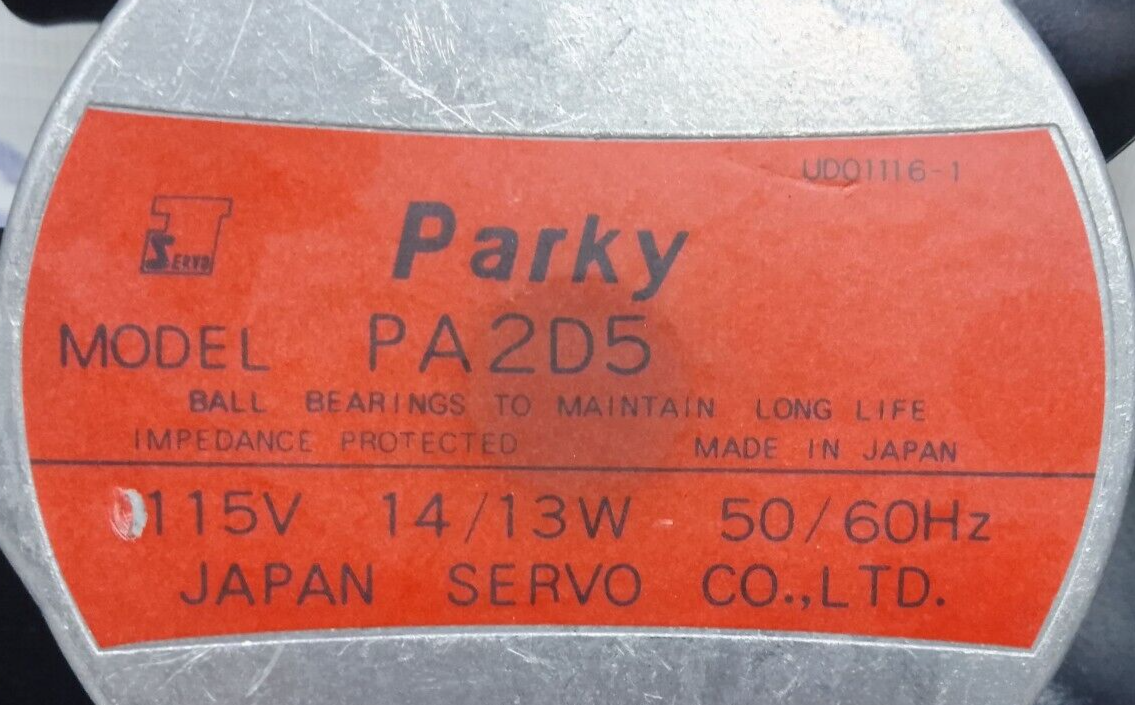 UD01116-1
SERVO
Parky
MODEL PA2D5
BALL BEARINGS TO MAINTAIN LONG LIFE
IMPEDANCE PROTECTED MADE IN JAPAN
115V 14/13W 50/60Hz
JAPAN SERVO CO.,LTD.